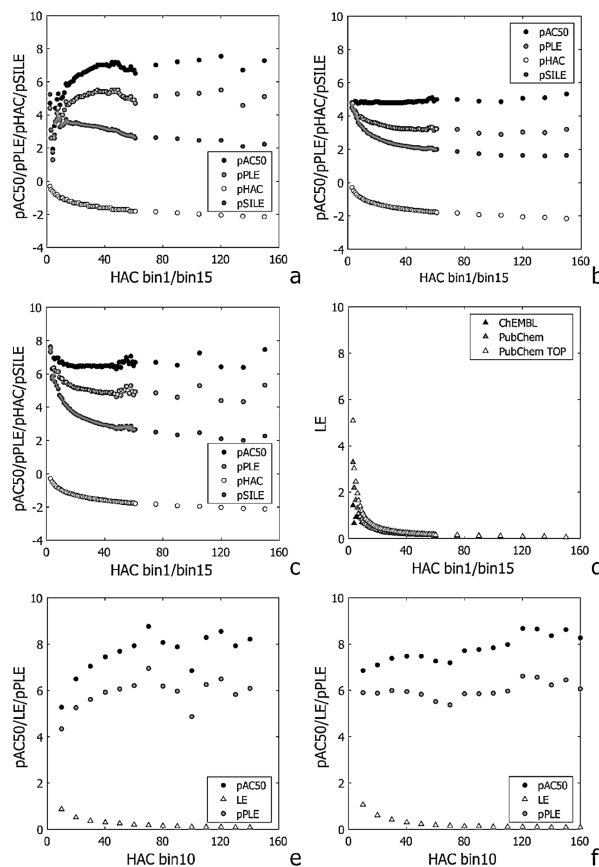 10
8
6
4
2
0
-2
-4
pAC50/pPLE/pHAC/pSILE
pAC50
pPLE
pHAC
pSILE
0 40 80 120 160
HAC bin1/bin15
a
10
8
6
4
2
0
-2
-4
pAC50/pPLE/pHAC/pSILE
pAC50
pPLE
pHAC
pSILE
0 40 80 120 160
HAC bin1/bin15
b
10
8
6
4
2
0
-2
-4
pAC50/pPLE/pHAC/pSILE
pAC50
pPLE
pHAC
pSILE
0 40 80 120 160
HAC bin1/bin15
c
10
8
6
4
2
0
LE
ChEMBL
PubChem
PubChem TOP
0 40 80 120 160
HAC bin1/bin15
d
10
8
6
4
2
0
pAC50/LE/pPLE
pAC50
LE
pPLE
0 40 80 120 160
HAC bin10
e
10
8
6
4
2
0
pAC50/LE/pPLE
pAC50
LE
pPLE
0 40 80 120 160
HAC bin10
f